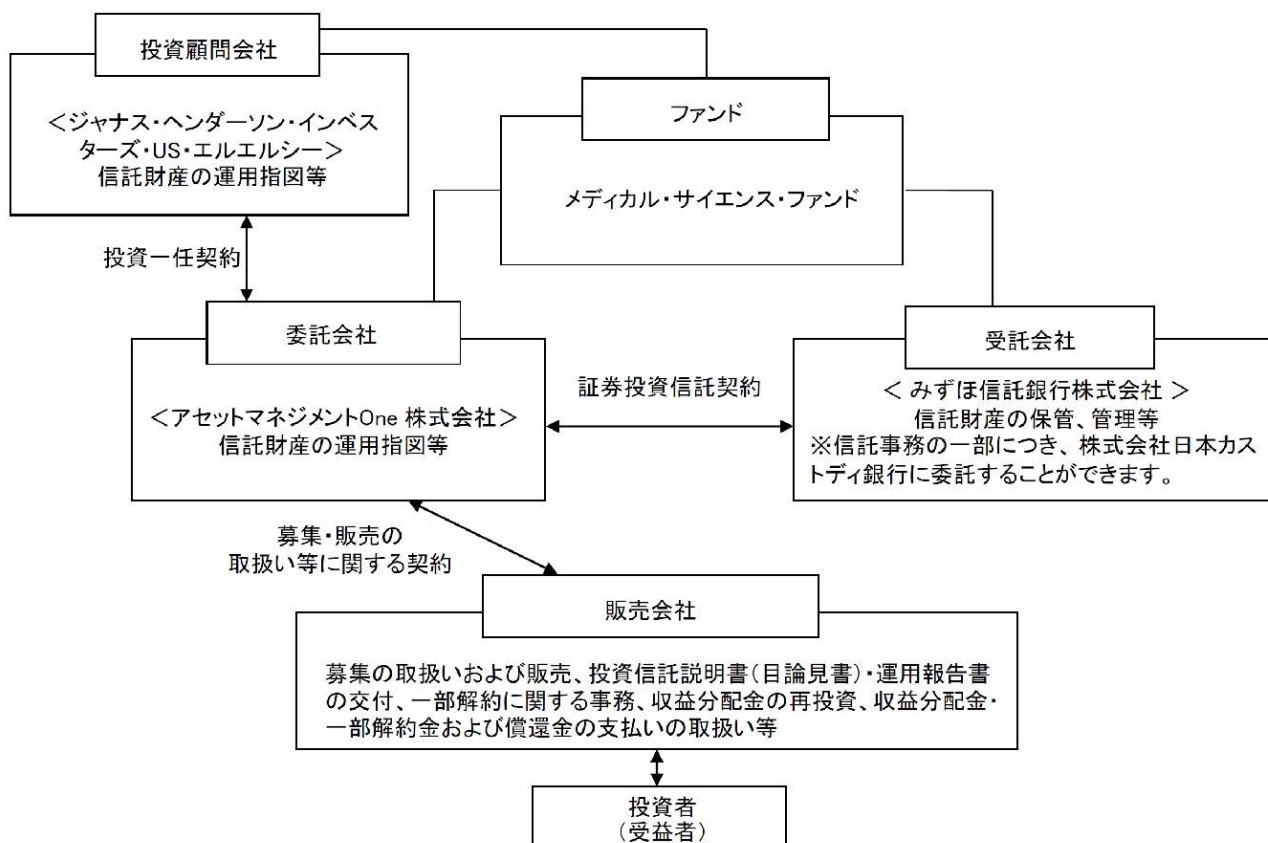 投資顧問会社
＜ジャナス・ヘンダーソン・インベス
ターズ・US・エルエルシー＞
信託財産の運用指図等
ファンド
メディカル・サイエンス・ファンド
投資一任契約
委託会社
＜アセットマネジメントOne 株式会社＞
信託財産の運用指図等
証券投資信託契約
受託会社
＜ みずほ信託銀行株式会社 ＞
信託財産の保管、管理等
※信託事務の一部につき、株式会社日本カス
トディ銀行に委託することができます。
募集・販売の
取扱い等に関する契約
販売会社
募集の取扱いおよび販売、投資信託説明書（目論見書）・運用報告書
の交付、一部解約に関する事務、収益分配金の再投資、収益分配金・
一部解約金および償還金の支払いの取扱い等
投資者
（受益者）